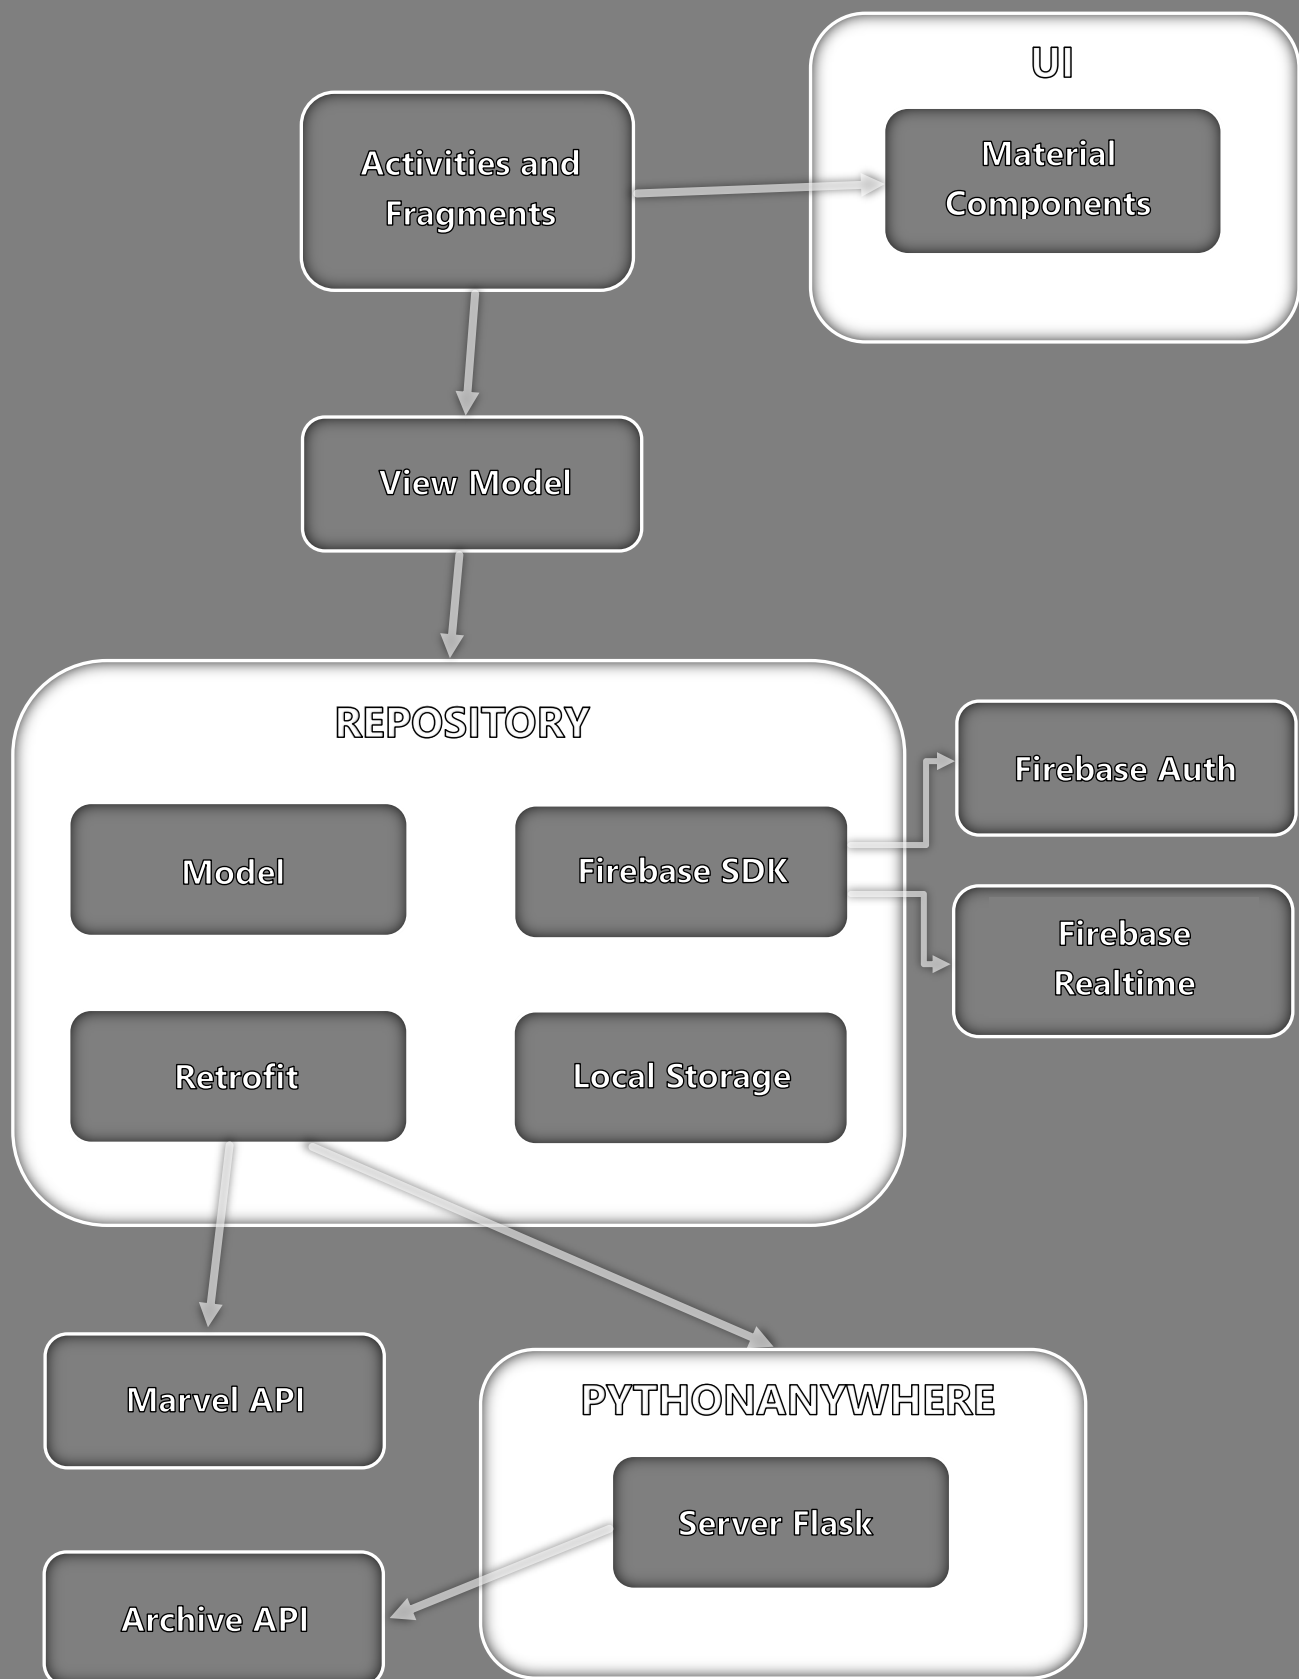 UI
Activities and
Fragments
Material
Components
View Model
REPOSITORY
Model
Firebase SDK
Firebase Auth
Firebase
Realtime
Retrofit
Local Storage
Marvel API
PYTHONANYWHERE
Server Flask
Archive API